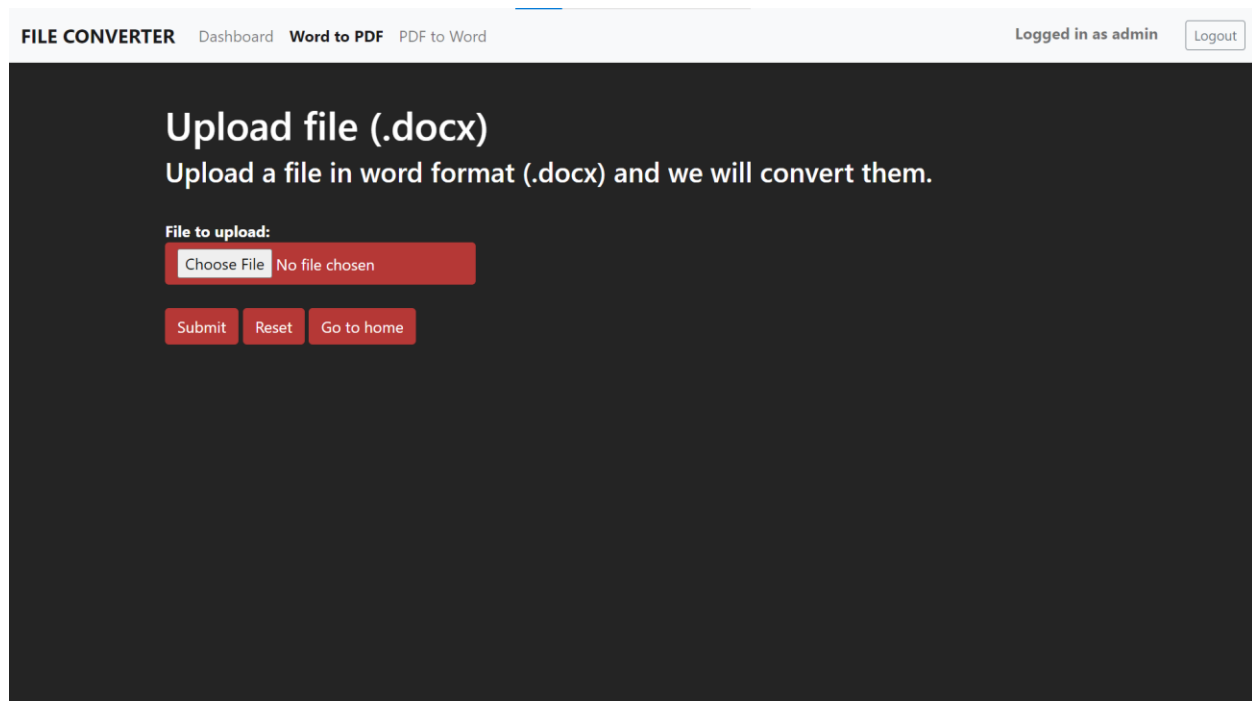 FILE CONVERTER Dashboard Word to PDF PDF to Word Logged in as admin Logout
Upload file (.docx)
Upload a file in word format (.docx) and we will convert them.
File to upload:
Choose File No file chosen
Submit Reset Go to home